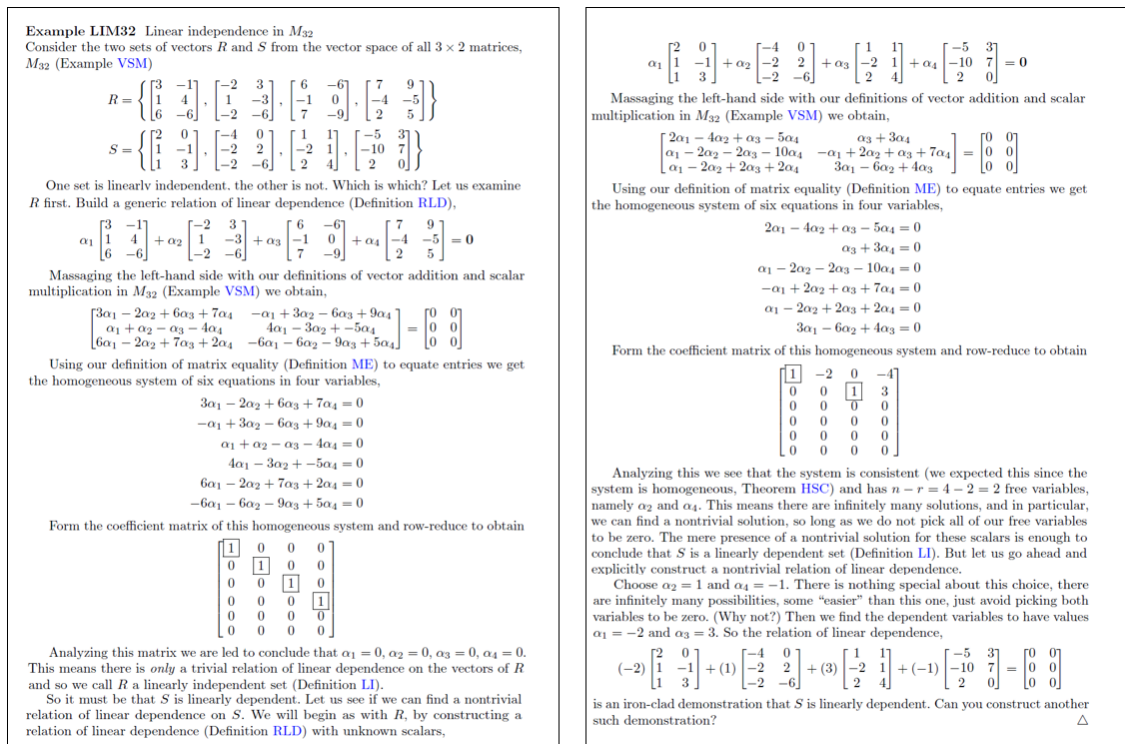 Example LIM32 Linear independence in M32
Consider the two sets of vectors R and S from the vector space of all 3 × 2 matrices,
M32 (Example VSM)
R = { [3 −1; 1 4; 6 −6], [−2 3; 1 −3; −2 −6], [6 −6; −1 0; 7 −9], [7 9; −4 −5; 2 5] }
S = { [2 0; 1 −1; 1 3], [−4 0; −2 2; −2 −6], [1 1; −2 1; 2 4], [−5 3; −10 7; 2 0] }
One set is linearly independent, the other is not. Which is which? Let us examine
R first. Build a generic relation of linear dependence (Definition RLD),
α1 [3 −1; 1 4; 6 −6] + α2 [−2 3; 1 −3; −2 −6] + α3 [6 −6; −1 0; 7 −9] + α4 [7 9; −4 −5; 2 5] = 0
Massaging the left-hand side with our definitions of vector addition and scalar
multiplication in M32 (Example VSM) we obtain,
[3α1 − 2α2 + 6α3 + 7α4 −α1 + 3α2 − 6α3 + 9α4; α1 + α2 − α3 − 4α4 4α1 − 3α2 + −5α4; 6α1 − 2α2 + 7α3 + 2α4 −6α1 − 6α2 − 9α3 + 5α4] = [0 0; 0 0; 0 0]
Using our definition of matrix equality (Definition ME) to equate entries we get
the homogeneous system of six equations in four variables,
3α1 − 2α2 + 6α3 + 7α4 = 0
−α1 + 3α2 − 6α3 + 9α4 = 0
α1 + α2 − α3 − 4α4 = 0
4α1 − 3α2 + −5α4 = 0
6α1 − 2α2 + 7α3 + 2α4 = 0
−6α1 − 6α2 − 9α3 + 5α4 = 0
Form the coefficient matrix of this homogeneous system and row-reduce to obtain
1 0 0 0
0 1 0 0
0 0 1 0
0 0 0 1
0 0 0 0
0 0 0 0
Analyzing this matrix we are led to conclude that α1 = 0, α2 = 0, α3 = 0, α4 = 0.
This means there is only a trivial relation of linear dependence on the vectors of R
and so we call R a linearly independent set (Definition LI).
So it must be that S is linearly dependent. Let us see if we can find a nontrivial
relation of linear dependence on S. We will begin as with R, by constructing a
relation of linear dependence (Definition RLD) with unknown scalars,
α1 [2 0; 1 −1; 1 3] + α2 [−4 0; −2 2; −2 −6] + α3 [1 1; −2 1; 2 4] + α4 [−5 3; −10 7; 2 0] = 0
Massaging the left-hand side with our definitions of vector addition and scalar
multiplication in M32 (Example VSM) we obtain,
[2α1 − 4α2 + α3 − 5α4 α3 + 3α4; α1 − 2α2 − 2α3 − 10α4 −α1 + 2α2 + α3 + 7α4; α1 − 2α2 + 2α3 + 2α4 3α1 − 6α2 + 4α3] = [0 0; 0 0; 0 0]
Using our definition of matrix equality (Definition ME) to equate entries we get
the homogeneous system of six equations in four variables,
2α1 − 4α2 + α3 − 5α4 = 0
α3 + 3α4 = 0
α1 − 2α2 − 2α3 − 10α4 = 0
−α1 + 2α2 + α3 + 7α4 = 0
α1 − 2α2 + 2α3 + 2α4 = 0
3α1 − 6α2 + 4α3 = 0
Form the coefficient matrix of this homogeneous system and row-reduce to obtain
1 −2 0 −4
0 0 1 3
0 0 0 0
0 0 0 0
0 0 0 0
0 0 0 0
Analyzing this we see that the system is consistent (we expected this since the
system is homogeneous, Theorem HSC) and has n − r = 4 − 2 = 2 free variables,
namely α2 and α4. This means there are infinitely many solutions, and in particular,
we can find a nontrivial solution, so long as we do not pick all of our free variables
to be zero. The mere presence of a nontrivial solution for these scalars is enough to
conclude that S is a linearly dependent set (Definition LI). But let us go ahead and
explicitly construct a nontrivial relation of linear dependence.
Choose α2 = 1 and α4 = −1. There is nothing special about this choice, there
are infinitely many possibilities, some “easier” than this one, just avoid picking both
variables to be zero. (Why not?) Then we find the dependent variables to have values
α1 = −2 and α3 = 3. So the relation of linear dependence,
(−2) [2 0; 1 −1; 1 3] + (1) [−4 0; −2 2; −2 −6] + (3) [1 1; −2 1; 2 4] + (−1) [−5 3; −10 7; 2 0] = [0 0; 0 0; 0 0]
is an iron-clad demonstration that S is linearly dependent. Can you construct another
such demonstration? △